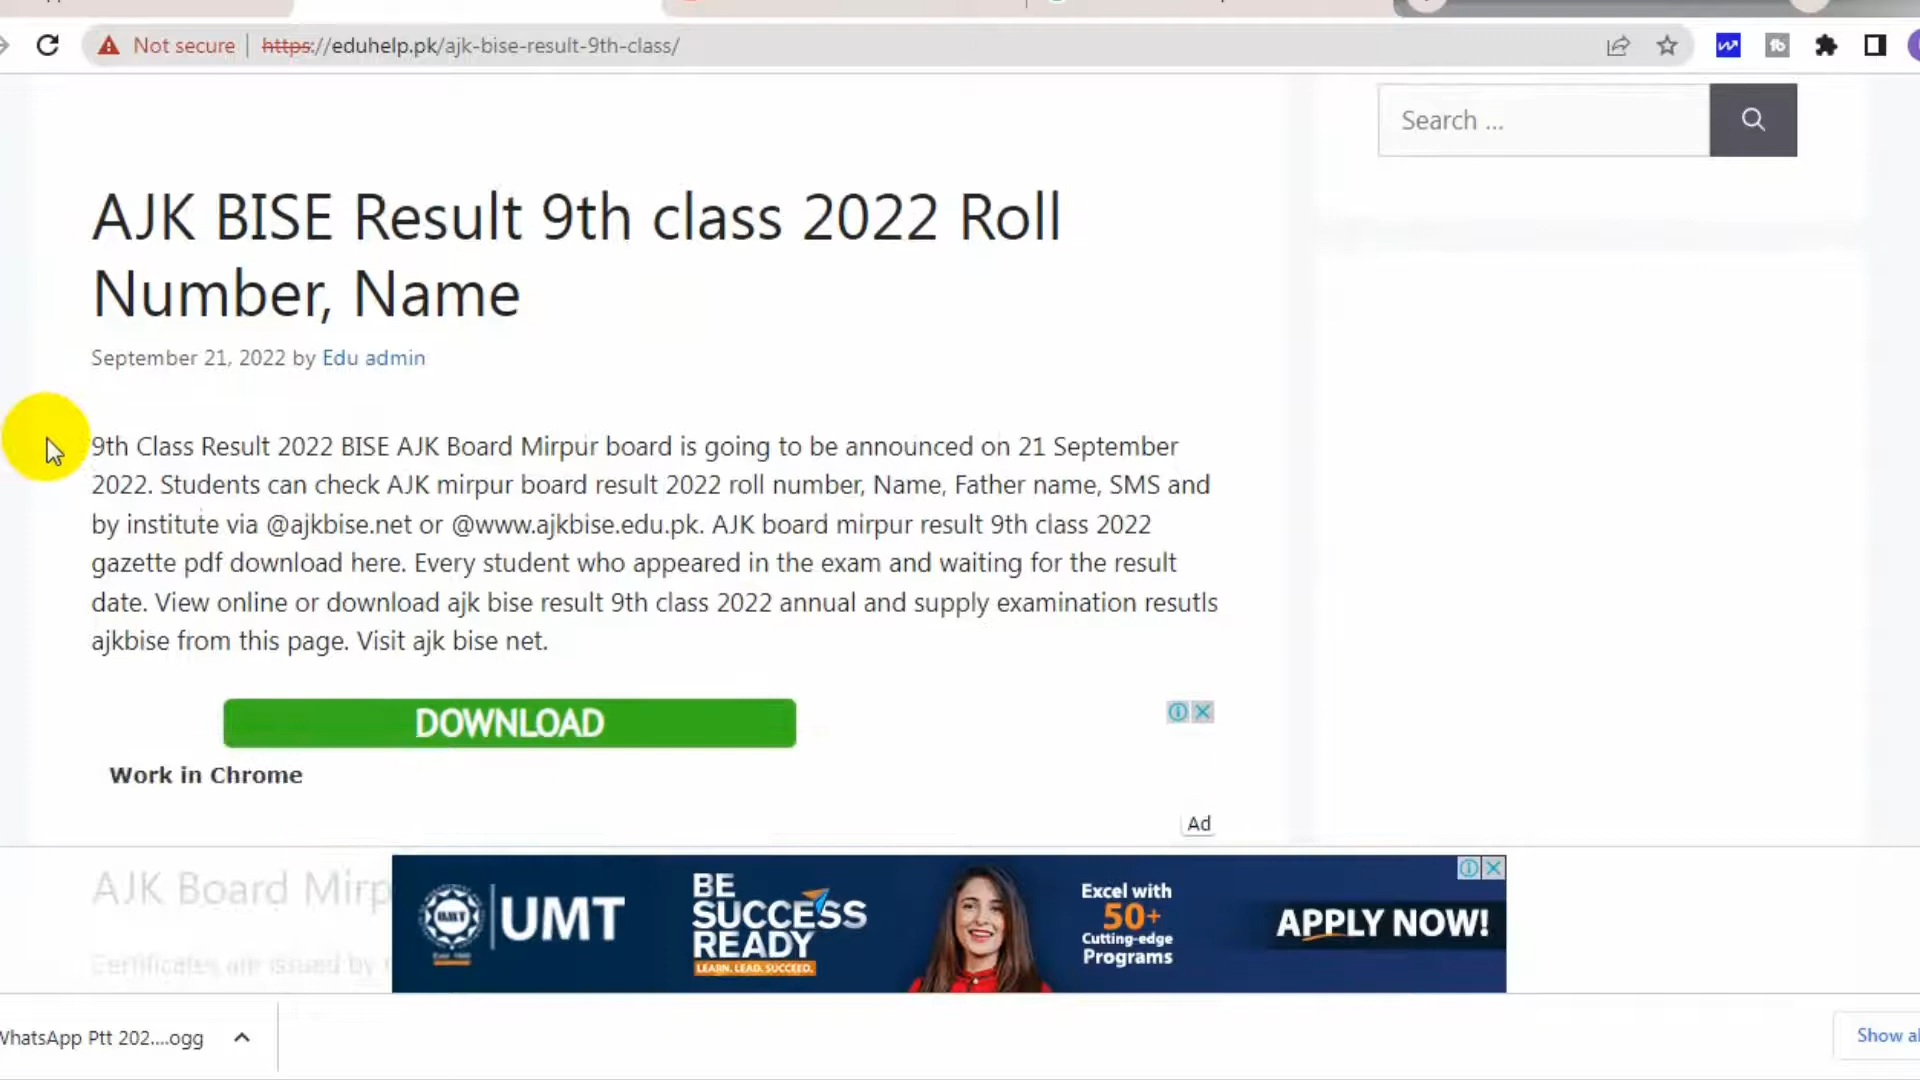 Not secure
https://eduhelp.pk/ajk-bise-result-9th-class/
Search ...
AJK BISE Result 9th class 2022 Roll
Number, Name
September 21, 2022 by Edu admin
9th Class Result 2022 BISE AJK Board Mirpur board is going to be announced on 21 September
2022. Students can check AJK mirpur board result 2022 roll number, Name, Father name, SMS and
by institute via @ajkbise.net or @www.ajkbise.edu.pk. AJK board mirpur result 9th class 2022
gazette pdf download here. Every student who appeared in the exam and waiting for the result
date. View online or download ajk bise result 9th class 2022 annual and supply examination resutls
ajkbise from this page. Visit ajk bise net.
DOWNLOAD
Work in Chrome
Ad
AJK Board Mirp
Certificates are issued by
UMT
BE
SUCCESS
READY
LEARN. LEAD. SUCCEED.
Excel with
50+
Cutting-edge
Programs
APPLY NOW!
WhatsApp Ptt 202....ogg
Show al